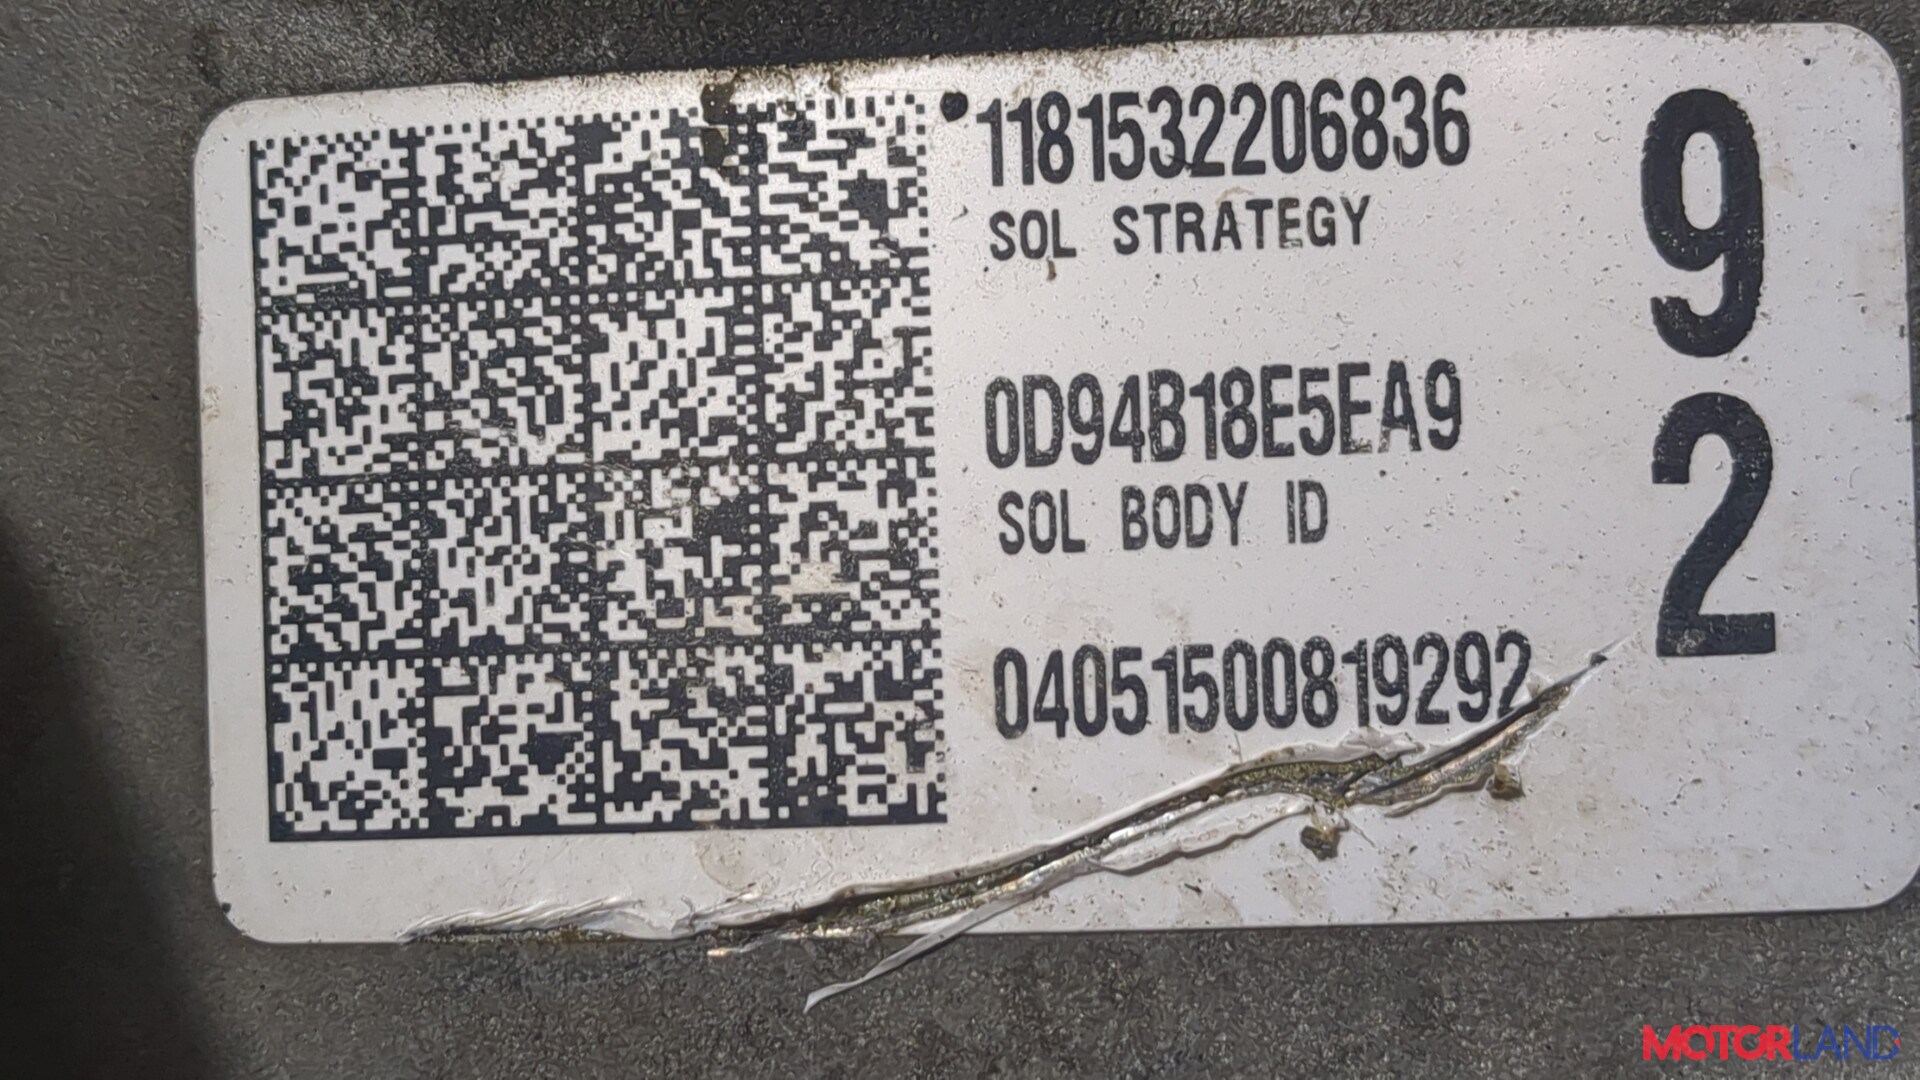 1181532206836
SOL STRATEGY
0D94B18E5EA9
SOL BODY ID
04051500819292
9
2
MOTORLAND